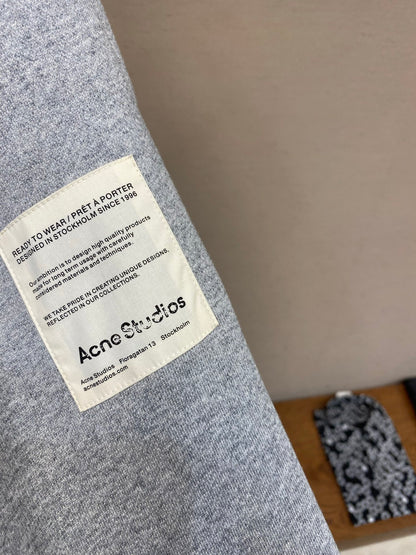 READY TO WEAR / PRÊT À PORTER
DESIGNED IN STOCKHOLM SINCE 1996
Our ambition is to design high quality products
made for long term usage with carefully
considered materials and techniques.
WE TAKE PRIDE IN CREATING UNIQUE DESIGNS,
REFLECTED IN OUR COLLECTIONS.
Acne Studios
Acne Studios Floragatan 13 Stockholm
acnestudios.com